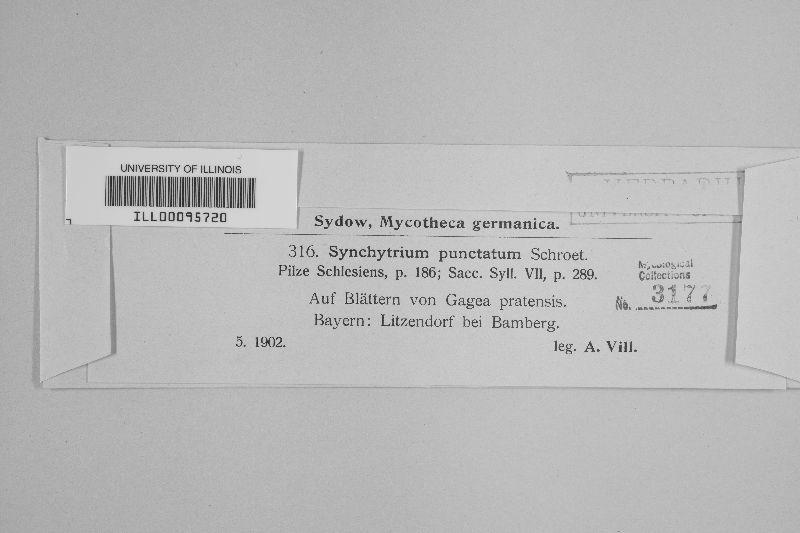 UNIVERSITY OF ILLINOIS
ILL00095720
Sydow, Mycotheca germanica.
316. Synchytrium punctatum Schroet.
Pilze Schlesiens, p. 186; Sacc. Syll. VII, p. 289.
Mycological
Collections
No. 3177
Auf Blättern von Gagea pratensis.
Bayern: Litzendorf bei Bamberg.
5. 1902.
leg. A. Vill.